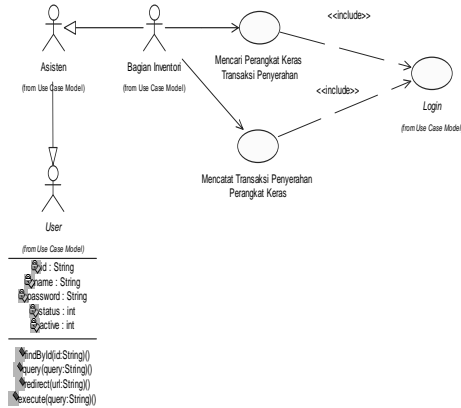 <<include>>
Asisten
(from Use Case Model)
Bagian Inventori
(from Use Case Model)
Mencari Perangkat Keras
Transaksi Penyerahan
<<include>>
Login
(from Use Case Model)
Mencatat Transaksi Penyerahan
Perangkat Keras
User
(from Use Case Model)
id : String
name : String
password : String
status : int
active : int
findById(id:String)()
query(query:String)()
redirect(url:String)()
execute(query:String)()